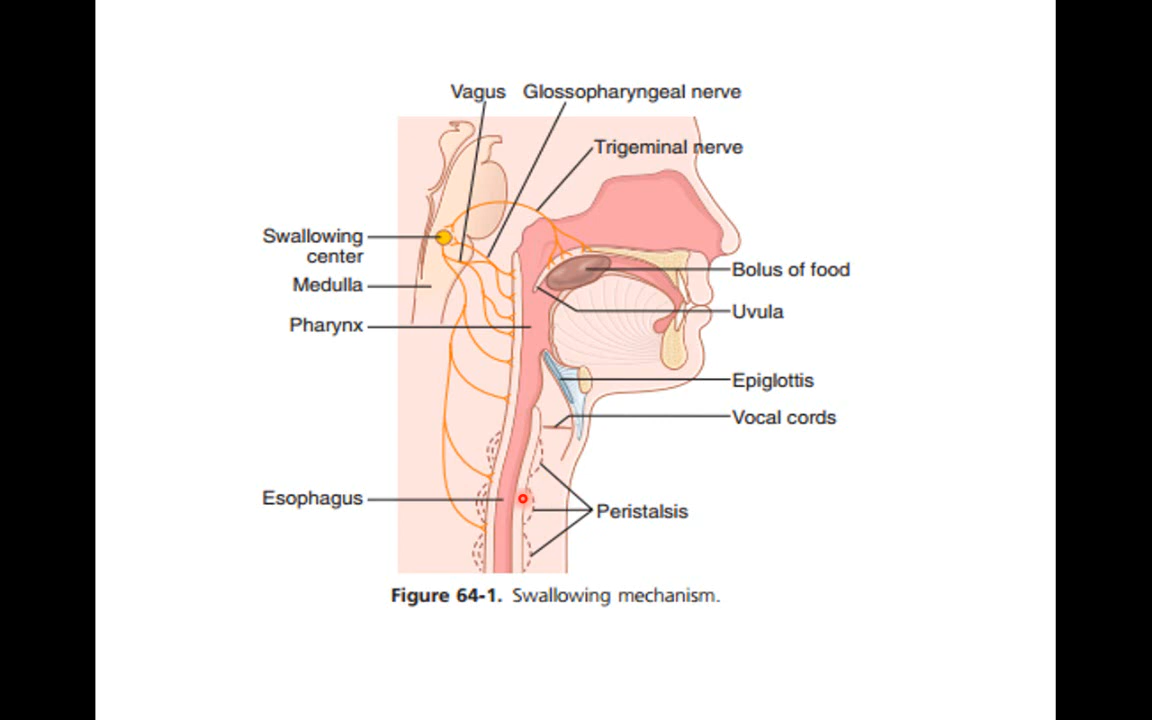 Vagus
Glossopharyngeal nerve
Trigeminal nerve
Swallowing
center
Medulla
Pharynx
Bolus of food
Uvula
Epiglottis
Vocal cords
Esophagus
Peristalsis
Figure 64-1. Swallowing mechanism.